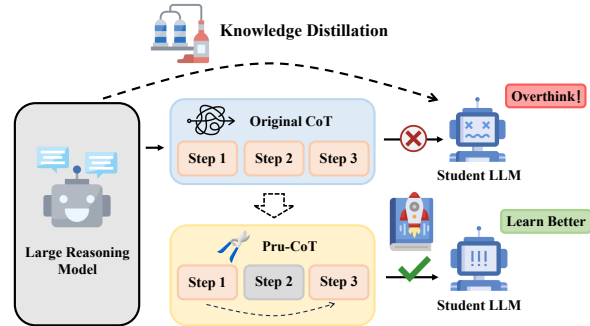 Knowledge Distillation
Overthink!
Original CoT
Step 1 Step 2 Step 3
Student LLM
Large Reasoning
Model
Pru-CoT
Step 1 Step 2 Step 3
Learn Better
!!!
Student LLM